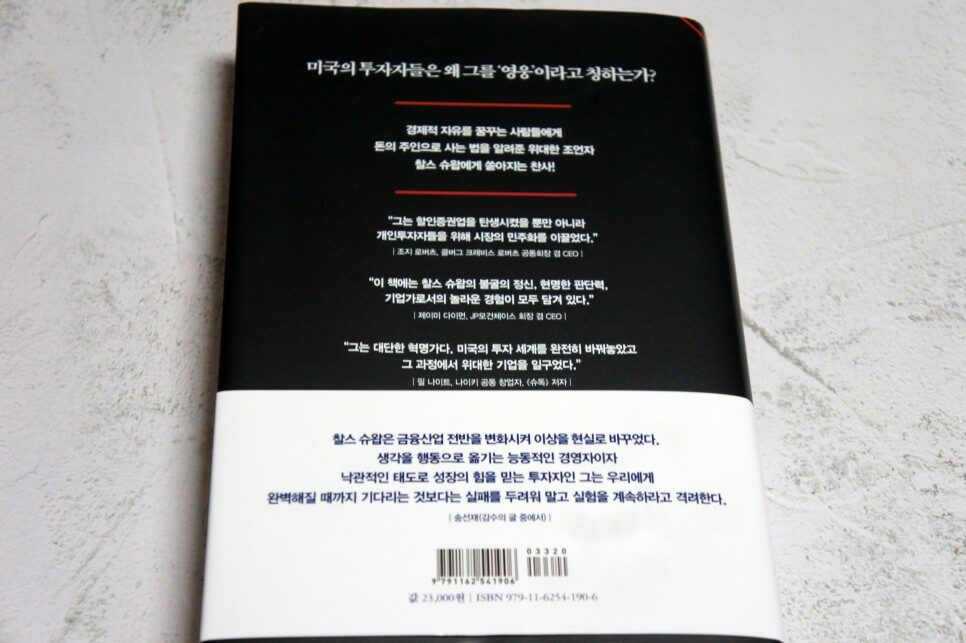 미국의 투자자들은 왜 그를 '영웅'이라고 칭하는가?
경제적 자유를 꿈꾸는 사람들에게
돈의 주인으로 사는 법을 알려준 위대한 조언자
찰스 슈왑에게 쏟아지는 찬사!
"그는 할인증권업을 탄생시켰을 뿐만 아니라
개인투자자들을 위해 시장의 민주화를 이끌었다."
| 조지 로버츠, 콜버그 크래비스 로버츠 공동회장 겸 CEO |
"이 책에는 찰스 슈왑의 불굴의 정신, 현명한 판단력,
기업가로서의 놀라운 경험이 모두 담겨 있다."
| 제이미 다이먼, JP모건체이스 회장 겸 CEO |
"그는 대단한 혁명가다. 미국의 투자 세계를 완전히 바꿔놓았고
그 과정에서 위대한 기업을 일구었다."
| 필 나이트, 나이키 공동 창업자, 《슈독》 저자 |
찰스 슈왑은 금융산업 전반을 변화시켜 이상을 현실로 바꾸었다.
생각을 행동으로 옮기는 능동적인 경영자이자
낙관적인 태도로 성장의 힘을 믿는 투자자인 그는 우리에게
완벽해질 때까지 기다리는 것보다는 실패를 두려워 말고 실험을 계속하라고 격려한다.
| 송선재(감수의 글 중에서) |
03320
9 791162 541906
값 23,000원 | ISBN 979-11-6254-190-6